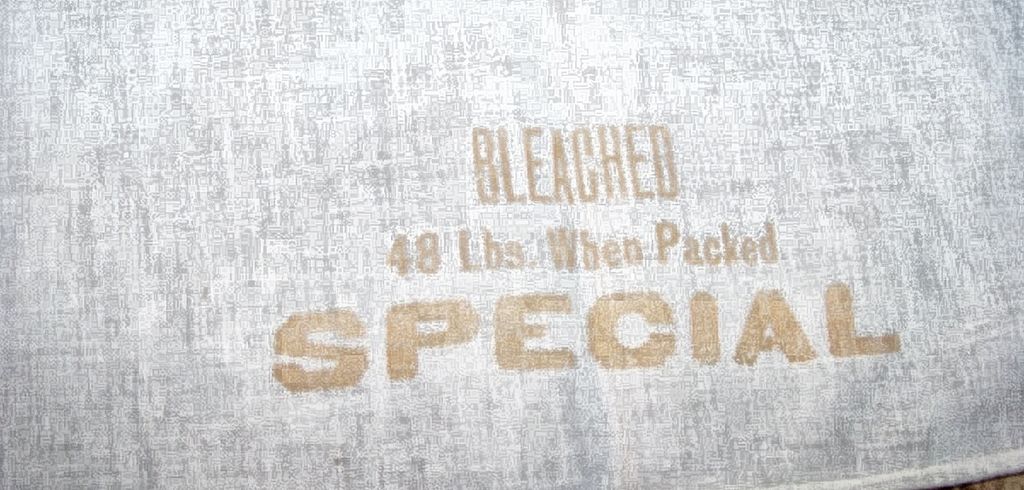 BLEACHED
48 Lbs. When Packed
SPECIAL